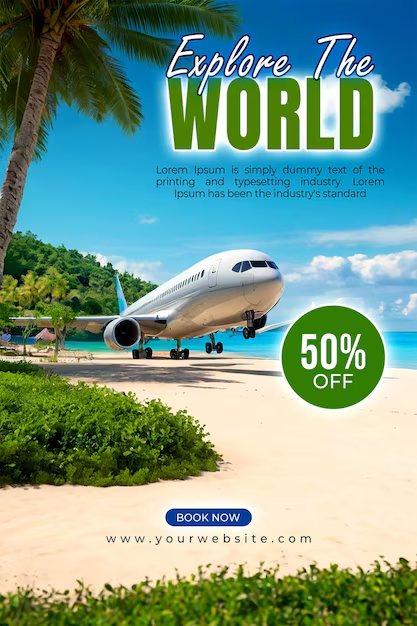 Explore The
WORLD
Lorem Ipsum is simply dummy text of the
printing and typesetting industry. Lorem
Ipsum has been the industry's standard
50%
OFF
BOOK NOW
www.yourwebsite.com